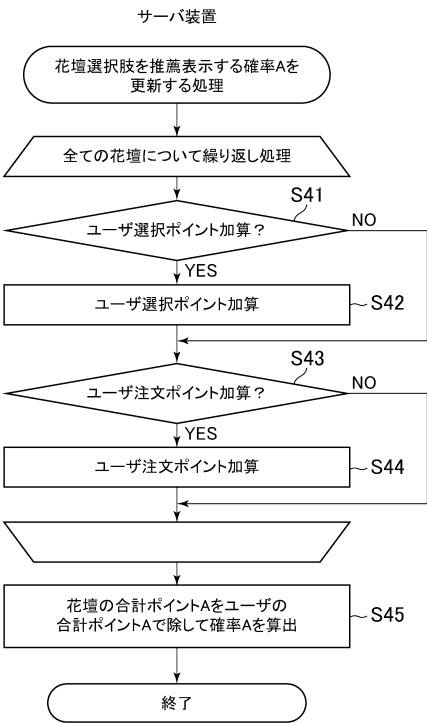 サーバ装置
花壇選択肢を推薦表示する確率Aを
更新する処理
全ての花壇について繰り返し処理
S41
ユーザ選択ポイント加算？
NO
YES
ユーザ選択ポイント加算
S42
S43
ユーザ注文ポイント加算？
NO
YES
ユーザ注文ポイント加算
S44
花壇の合計ポイントAをユーザの
合計ポイントAで除して確率Aを算出
S45
終了